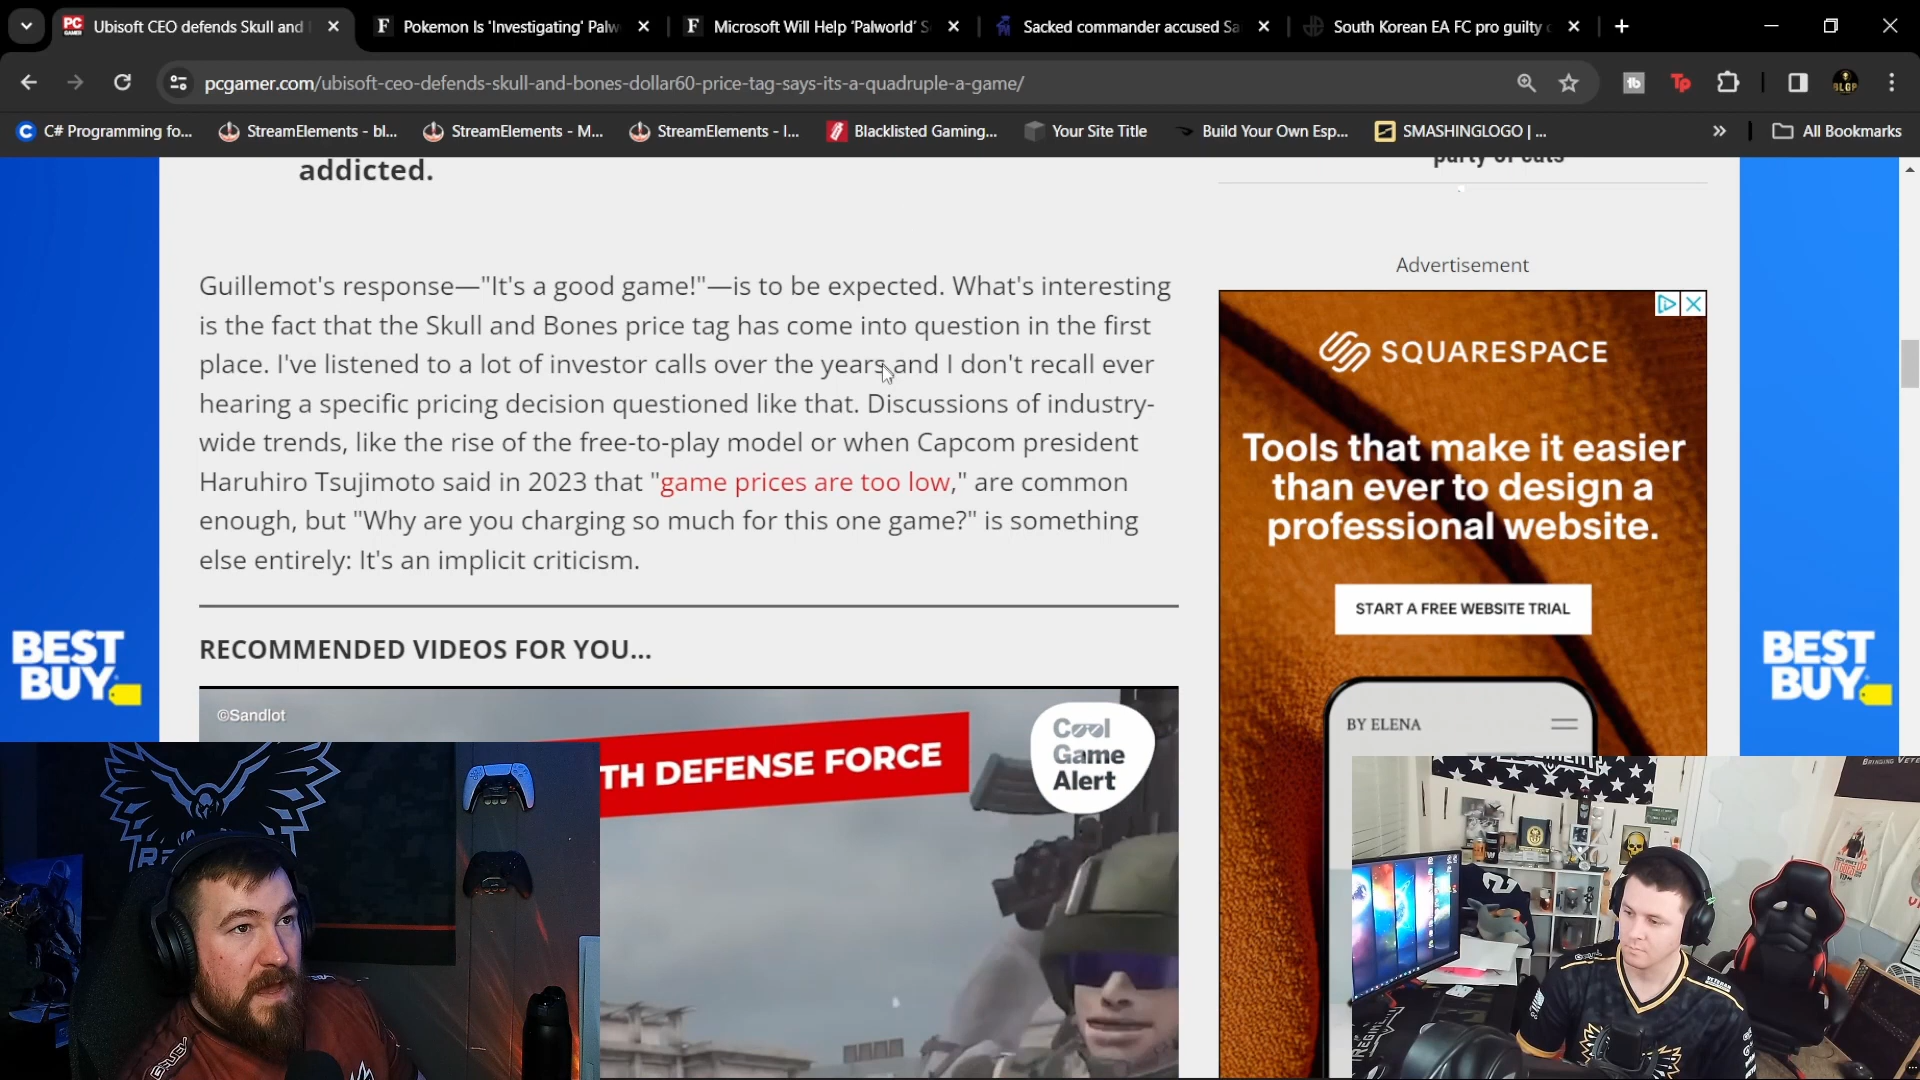 Ubisoft CEO defends Skull and
Pokemon Is 'Investigating' Palw
Microsoft Will Help 'Palworld' S
Sacked commander accused Sa
South Korean EA FC pro guilty
pcgamer.com/ubisoft-ceo-defends-skull-and-bones-dollar60-price-tag-says-its-a-quadruple-a-game/
C# Programming fo...
StreamElements - bl...
StreamElements - M...
StreamElements - I...
Blacklisted Gaming...
Your Site Title
Build Your Own Esp...
SMASHINGLOGO | ...
All Bookmarks
addicted.
Guillemot's response—"It's a good game!"—is to be expected. What's interesting
is the fact that the Skull and Bones price tag has come into question in the first
place. I've listened to a lot of investor calls over the years and I don't recall ever
hearing a specific pricing decision questioned like that. Discussions of industry-
wide trends, like the rise of the free-to-play model or when Capcom president
Haruhiro Tsujimoto said in 2023 that "game prices are too low," are common
enough, but "Why are you charging so much for this one game?" is something
else entirely: It's an implicit criticism.
RECOMMENDED VIDEOS FOR YOU...
©Sandlot
TH DEFENSE FORCE
Cool
Game
Alert
party of cuts
Advertisement
SQUARESPACE
Tools that make it easier
than ever to design a
professional website.
START A FREE WEBSITE TRIAL
BY ELENA
BEST
BUY
BEST
BUY